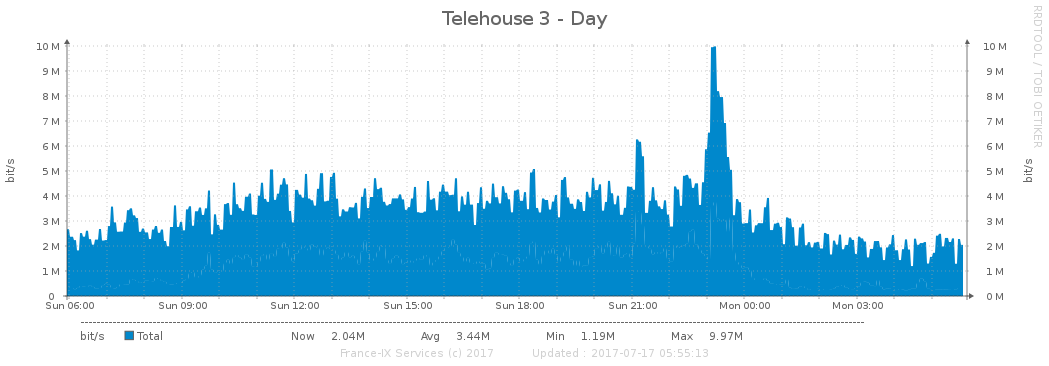 Telehouse 3 - Day
RRDTOOL / TOBI OETIKER
10 M 10 M
9 M 9 M
8 M 8 M
7 M 7 M
6 M 6 M
5 M 5 M
4 M 4 M
3 M 3 M
2 M 2 M
1 M 1 M
0 0 M
bit/s
bit/s
Sun 06:00 Sun 09:00 Sun 12:00 Sun 15:00 Sun 18:00 Sun 21:00 Mon 00:00 Mon 03:00
bit/s Total Now 2.04M Avg 3.44M Min 1.19M Max 9.97M
France-IX Services (c) 2017 Updated : 2017-07-17 05:55:13